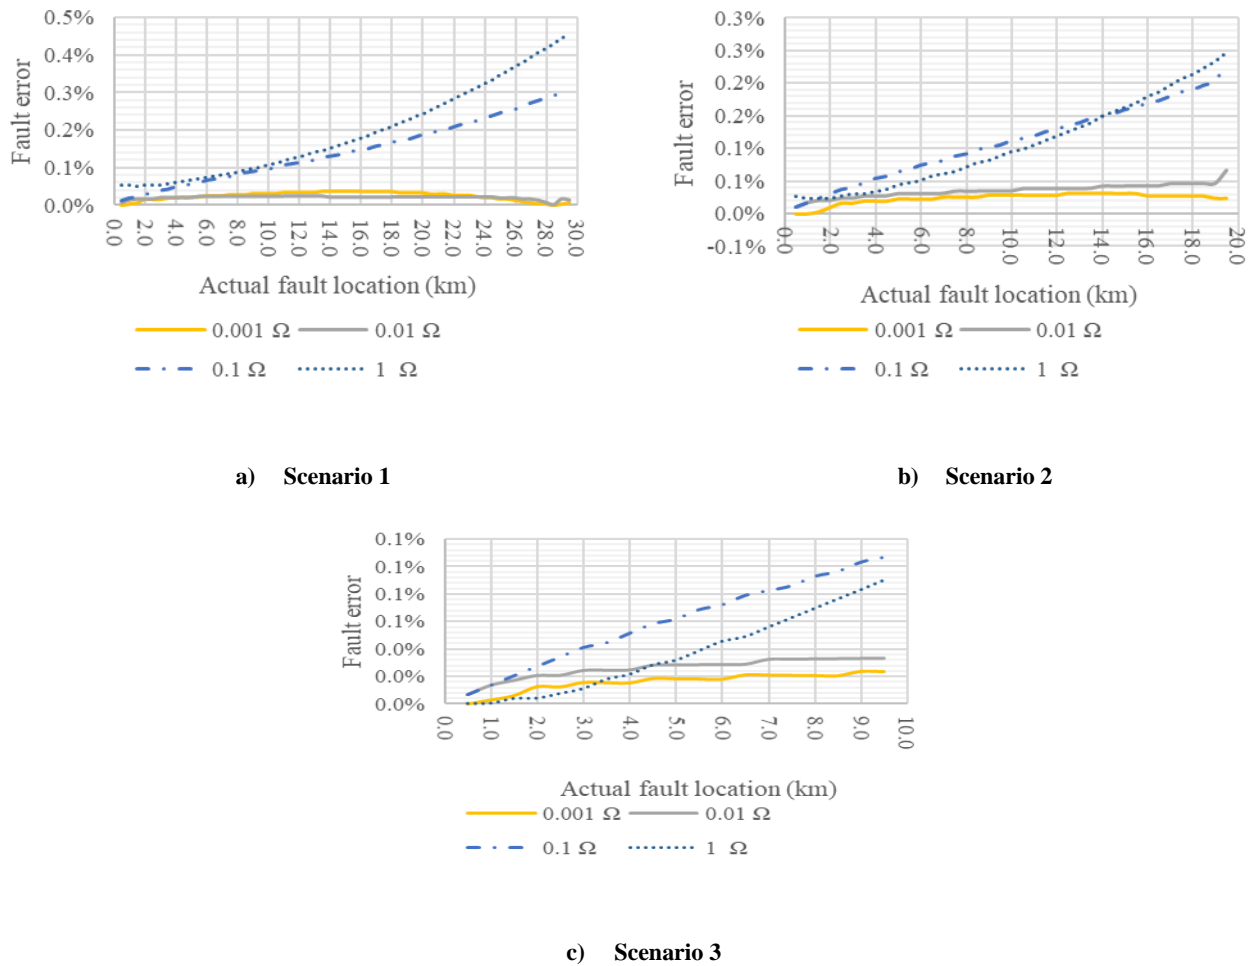 0.5%
0.4%
0.3%
0.2%
0.1%
0.0%
Fault error
0.0 2.0 4.0 6.0 8.0 10.0 12.0 14.0 16.0 18.0 20.0 22.0 24.0 26.0 28.0 30.0
Actual fault location (km)
0.001 Ω 0.01 Ω
0.1 Ω 1 Ω
a) Scenario 1
0.3%
0.3%
0.2%
0.2%
0.1%
0.1%
0.0%
-0.1%
Fault error
0.0 2.0 4.0 6.0 8.0 10.0 12.0 14.0 16.0 18.0 20.0
Actual fault location (km)
0.001 Ω 0.01 Ω
0.1 Ω 1 Ω
b) Scenario 2
0.1%
0.1%
0.1%
0.1%
0.0%
0.0%
0.0%
Fault error
0.0 1.0 2.0 3.0 4.0 5.0 6.0 7.0 8.0 9.0 10.0
Actual fault location (km)
0.001 Ω 0.01 Ω
0.1 Ω 1 Ω
c) Scenario 3